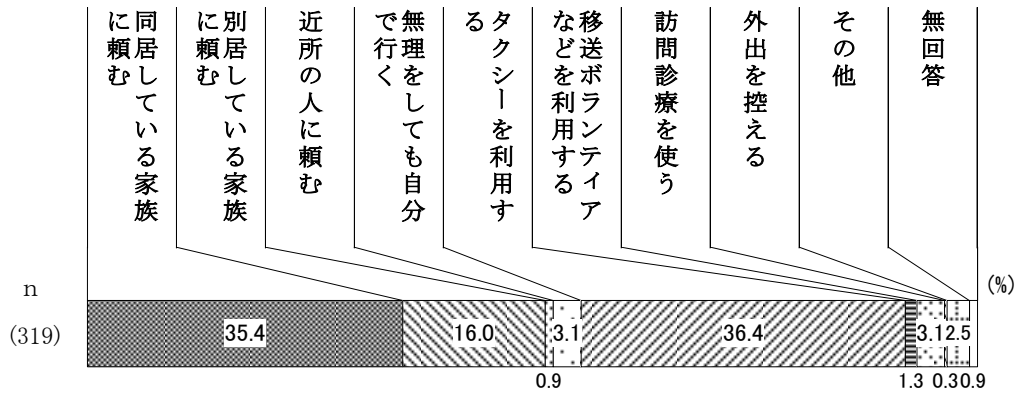 同居している家族
に頼む
別居している家族
に頼む
近所の人に頼む
無理をしても自分
で行く
タクシーを利用す
る
移送ボランティア
などを利用する
訪問診療を使う
外出を控える
その他
無回答
(%)
n
(319)
35.4
16.0
3.1
36.4
3.1
2.5
0.9
1.3
0.3
0.9